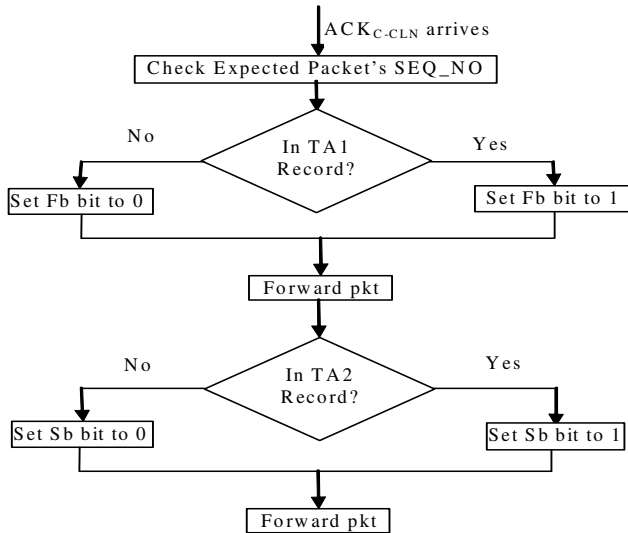 ACKC-CLN arrives
Check Expected Packet's SEQ_NO
No
In TA1
Record?
Yes
Set Fb bit to 0
Set Fb bit to 1
Forward pkt
No
In TA2
Record?
Yes
Set Sb bit to 0
Set Sb bit to 1
Forward pkt